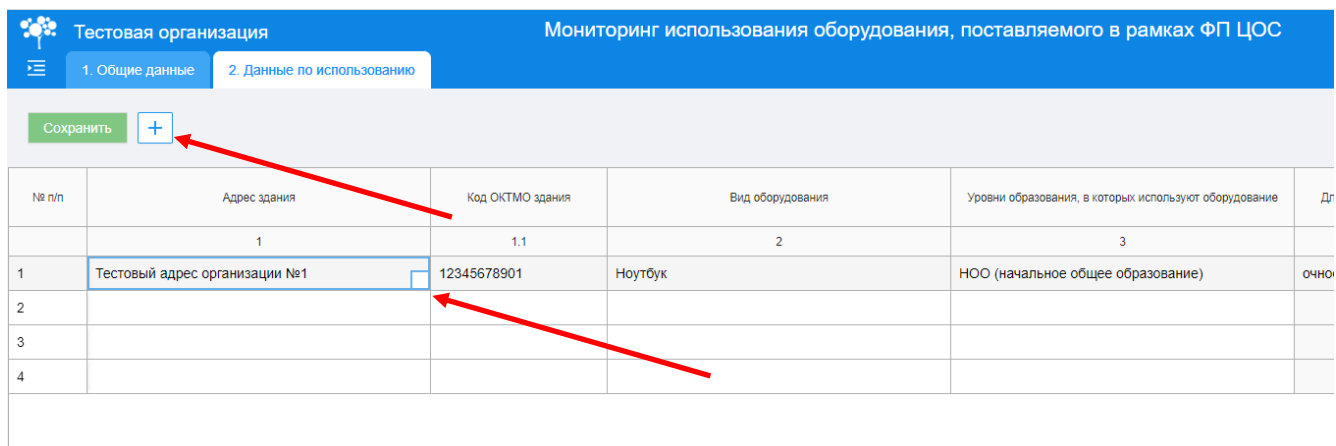 Тестовая организация
Мониторинг использования оборудования, поставляемого в рамках ФП ЦОС
1. Общие данные 2. Данные по использованию
Сохранить +
№ п/п Адрес здания Код ОКТМО здания Вид оборудования Уровни образования, в которых используют оборудование
1 1.1 2 3
1 Тестовый адрес организации №1 12345678901 Ноутбук НОО (начальное общее образование)
2
3
4